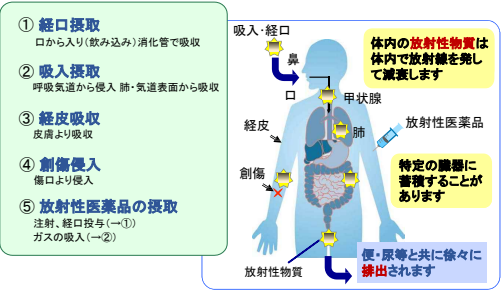 ① 経口摂取
口から入り(飲み込み)消化管で吸収
② 吸入摂取
呼吸気道から侵入 肺・気道表面から吸収
③ 経皮吸収
皮膚より吸収
④ 創傷侵入
傷口より侵入
⑤ 放射性医薬品の摂取
注射、経口投与(→①)
ガスの吸入(→②)
吸入・経口
鼻
口
甲状腺
経皮
肺
創傷
放射性医薬品
体内の放射性物質は
体内で放射線を発し
て減衰します
特定の臓器に
蓄積することが
あります
放射性物質
便・尿等と共に徐々に
排出されます